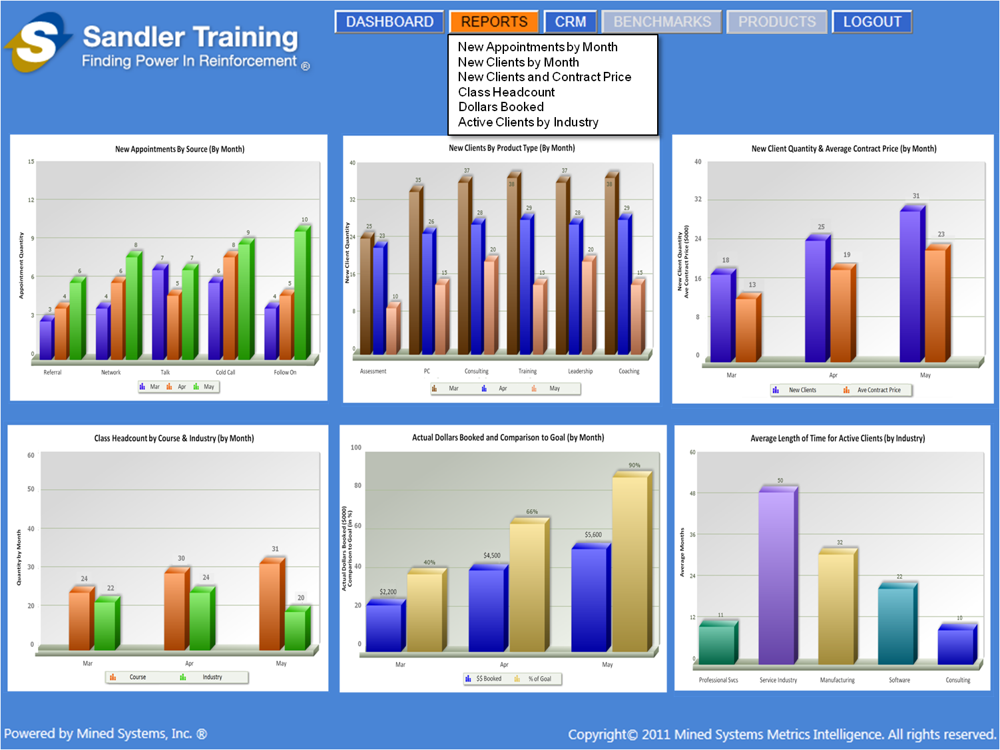 Sandler Training
Finding Power In Reinforcement ®
DASHBOARD REPORTS CRM BENCHMARKS PRODUCTS LOGOUT
New Appointments by Month
New Clients by Month
New Clients and Contract Price
Class Headcount
Dollars Booked
Active Clients by Industry
New Appointments By Source (By Month)
Appointment Quantity
15
12
9
6
3
0
3 4 6
4 6 8
7 5 7
6 8 9
4 5 10
Referral Network Talk Cold Call Follow On
Mar Apr May
New Clients By Product Type (By Month)
New Client Quantity
40
32
24
16
8
0
25 23 10
35 26 15
37 28 20
38 29 15
37 28 20
38 29 15
Assessment PC Consulting Training Leadership Coaching
Mar Apr May
New Client Quantity & Average Contract Price (by Month)
New Client Quantity
Ave Contract Price ($000)
40
32
24
16
8
0
18 13
25 19
31 23
Mar Apr May
New Clients Ave Contract Price
Class Headcount by Course & Industry (by Month)
Quantity by Month
60
50
40
30
20
0
24 22
30 24
31 20
Mar Apr May
Course Industry
Actual Dollars Booked and Comparison to Goal (by Month)
Actual Dollars Booked ($000)
Comparison to Goal (in %)
100
80
60
40
20
0
$2,200 40%
$4,500 66%
$5,600 90%
Mar Apr May
$$ Booked % of Goal
Average Length of Time for Active Clients (by Industry)
Average Months
60
48
36
24
12
0
11 50 32 22 10
Professional Svcs Service Industry Manufacturing Software Consulting
Powered by Mined Systems, Inc. ®
Copyright© 2011 Mined Systems Metrics Intelligence. All rights reserved.